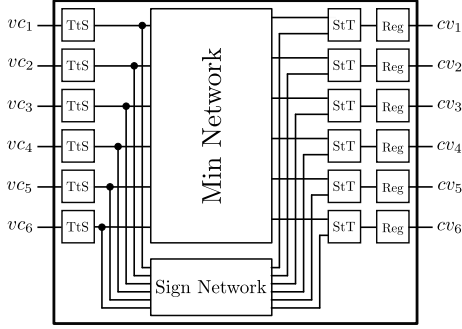 vc1 TtS StT Reg cv1
vc2 TtS StT Reg cv2
vc3 TtS StT Reg cv3
vc4 TtS StT Reg cv4
vc5 TtS StT Reg cv5
vc6 TtS StT Reg cv6
Min Network
Sign Network